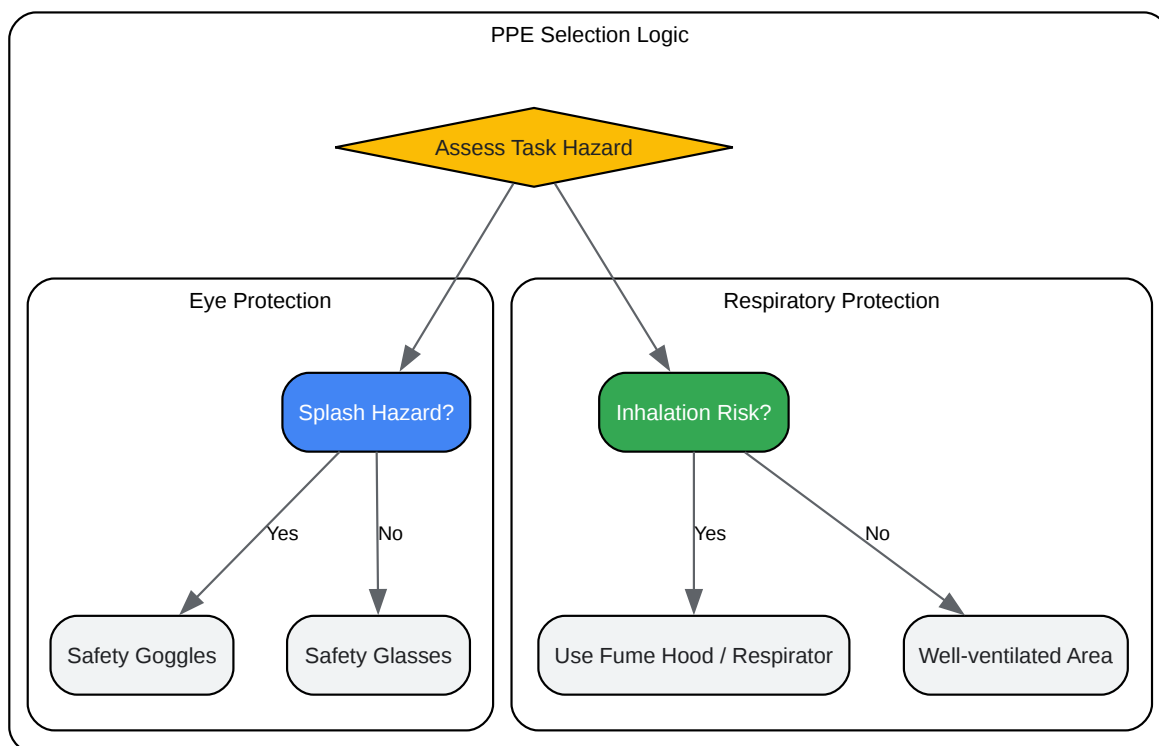 PPE Selection Logic
Assess Task Hazard
Eye Protection
Respiratory Protection
Splash Hazard?
Inhalation Risk?
Yes
No
Yes
No
Safety Goggles
Safety Glasses
Use Fume Hood / Respirator
Well-ventilated Area